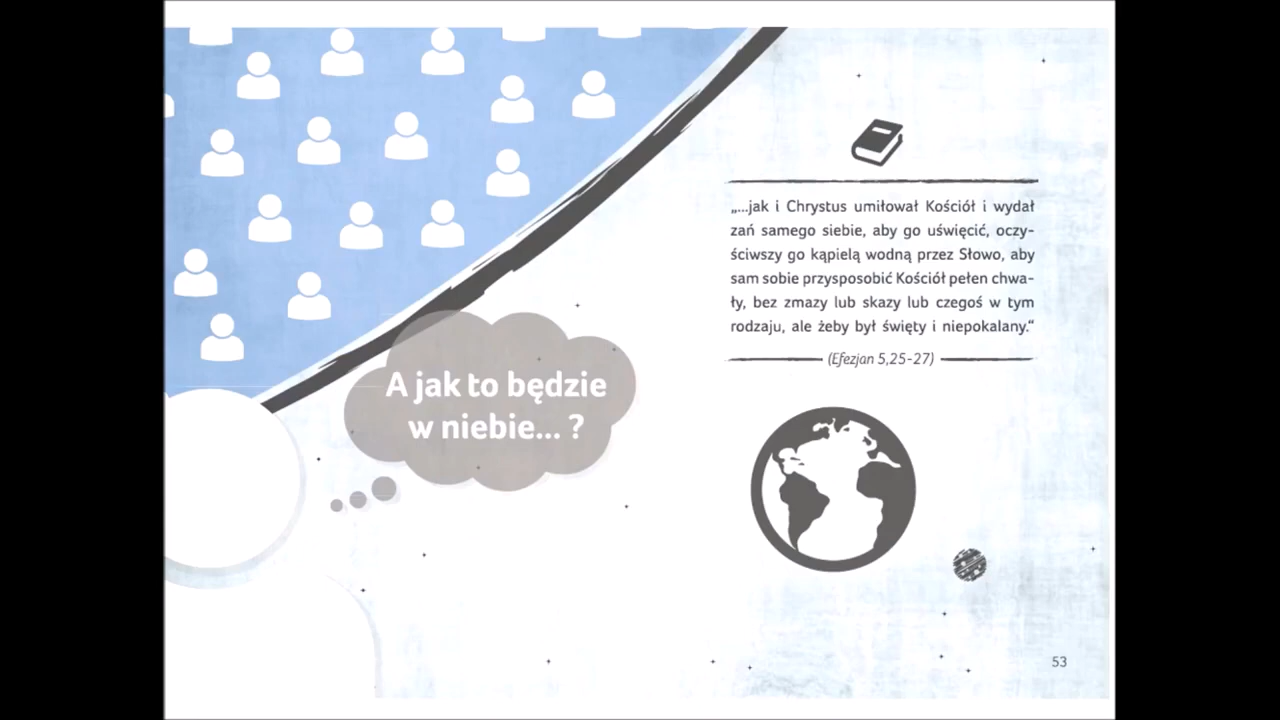 A jak to będzie
w niebie... ?
„...jak i Chrystus umiłował Kościół i wydał
zań samego siebie, aby go uświęcić, oczy-
ściwszy go kąpielą wodną przez Słowo, aby
sam sobie przysposobić Kościół pełen chwa-
ły, bez zmazy lub skazy lub czegoś w tym
rodzaju, ale żeby był święty i niepokalany.“
(Efezjan 5,25-27)
53